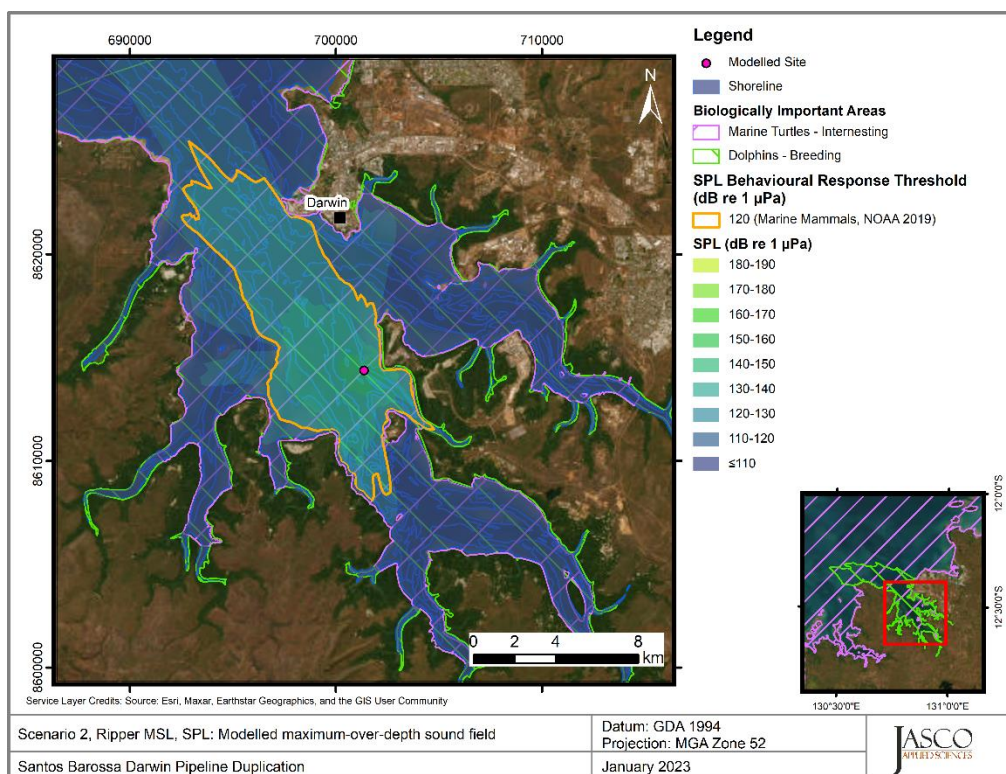 690000 700000 710000
8620000
8610000
8600000
Darwin
N
0 2 4 8
km
Legend
Modelled Site
Shoreline
Biologically Important Areas
Marine Turtles - Internesting
Dolphins - Breeding
SPL Behavioural Response Threshold
(dB re 1 µPa)
120 (Marine Mammals, NOAA 2019)
SPL (dB re 1 µPa)
180-190
170-180
160-170
150-160
140-150
130-140
120-130
110-120
≤110
12°0'0"S
12°30'0"S
130°30'0"E 131°0'0"E
Service Layer Credits: Source: Esri, Maxar, Earthstar Geographics, and the GIS User Community
Scenario 2, Ripper MSL, SPL: Modelled maximum-over-depth sound field
Santos Barossa Darwin Pipeline Duplication
Datum: GDA 1994
Projection: MGA Zone 52
January 2023
JASCO
APPLIED SCIENCES